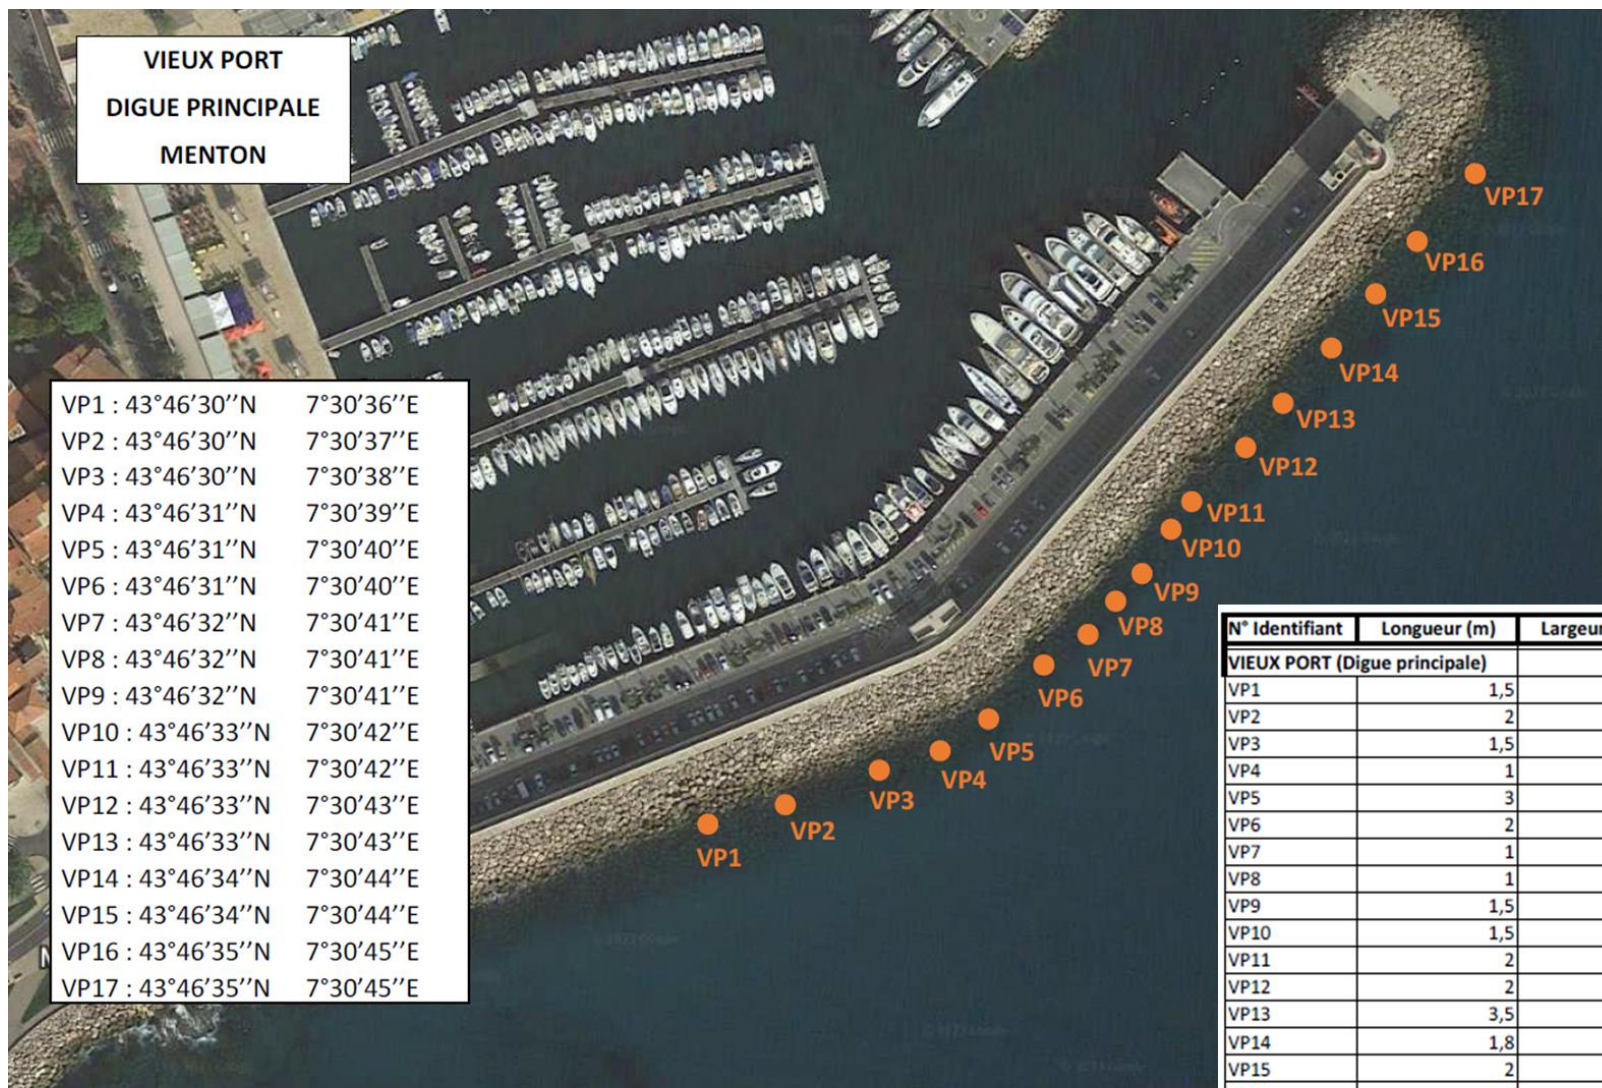 VIEUX PORT
DIGUE PRINCIPALE
MENTON
VP1 : 43°46’30’’N 7°30’36’’E
VP2 : 43°46’30’’N 7°30’37’’E
VP3 : 43°46’30’’N 7°30’38’’E
VP4 : 43°46’31’’N 7°30’39’’E
VP5 : 43°46’31’’N 7°30’40’’E
VP6 : 43°46’31’’N 7°30’40’’E
VP7 : 43°46’32’’N 7°30’41’’E
VP8 : 43°46’32’’N 7°30’41’’E
VP9 : 43°46’32’’N 7°30’41’’E
VP10 : 43°46’33’’N 7°30’42’’E
VP11 : 43°46’33’’N 7°30’42’’E
VP12 : 43°46’33’’N 7°30’43’’E
VP13 : 43°46’33’’N 7°30’43’’E
VP14 : 43°46’34’’N 7°30’44’’E
VP15 : 43°46’34’’N 7°30’44’’E
VP16 : 43°46’35’’N 7°30’45’’E
VP17 : 43°46’35’’N 7°30’45’’E
VP17
VP16
VP15
VP14
VP13
VP12
VP11
VP10
VP9
VP8
VP7
VP6
VP5
VP4
VP3
VP2
VP1
N° Identifiant Longueur (m) Largeur
VIEUX PORT (Digue principale)
VP1 1,5
VP2 2
VP3 1,5
VP4 1
VP5 3
VP6 2
VP7 1
VP8 1
VP9 1,5
VP10 1,5
VP11 2
VP12 2
VP13 3,5
VP14 1,8
VP15 2